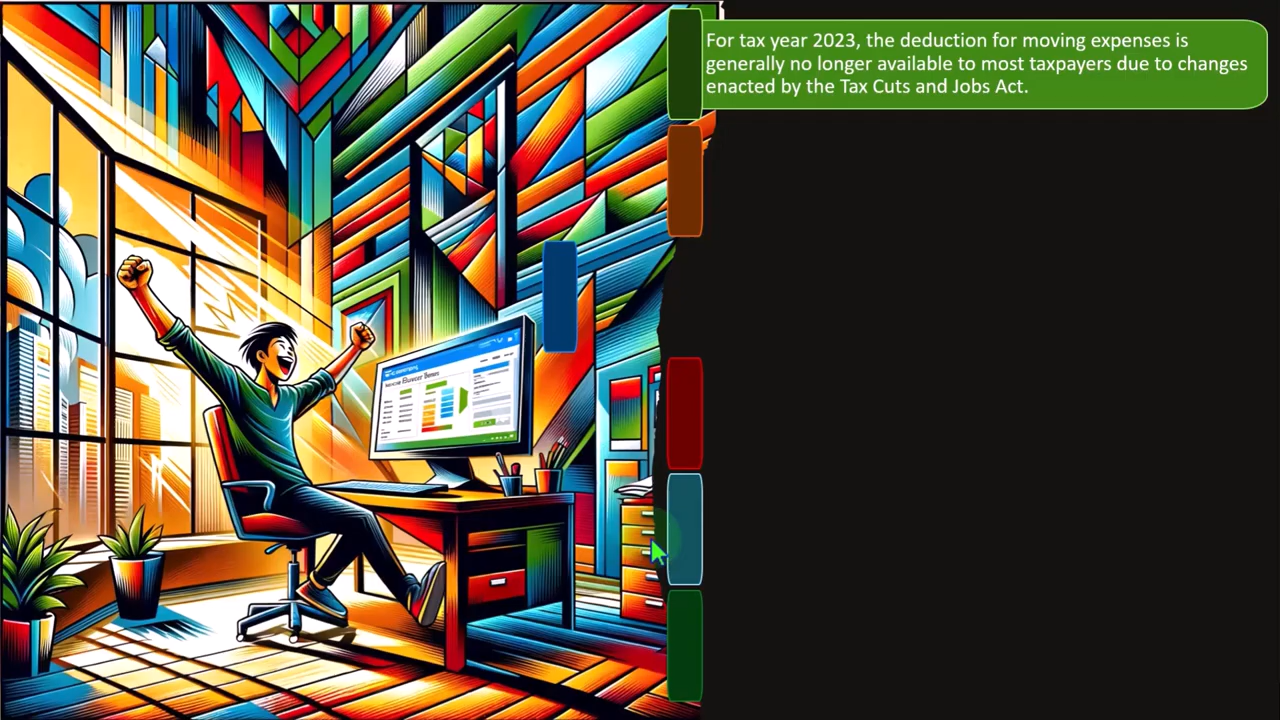 For tax year 2023, the deduction for moving expenses is
generally no longer available to most taxpayers due to changes
enacted by the Tax Cuts and Jobs Act.